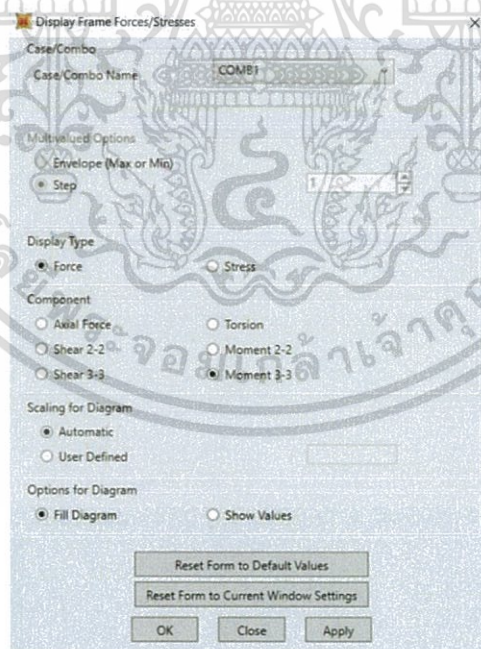 Display Frame Forces/Stresses
Case/Combo
Case/Combo Name COMB1
Multivalued Options
Envelope (Max or Min)
Step 1
Display Type
Force Stress
Component
Axial Force Torsion
Shear 2-2 Moment 2-2
Shear 3-3 Moment 3-3
Scaling for Diagram
Automatic
User Defined
Options for Diagram
Fill Diagram Show Values
Reset Form to Default Values
Reset Form to Current Window Settings
OK Close Apply